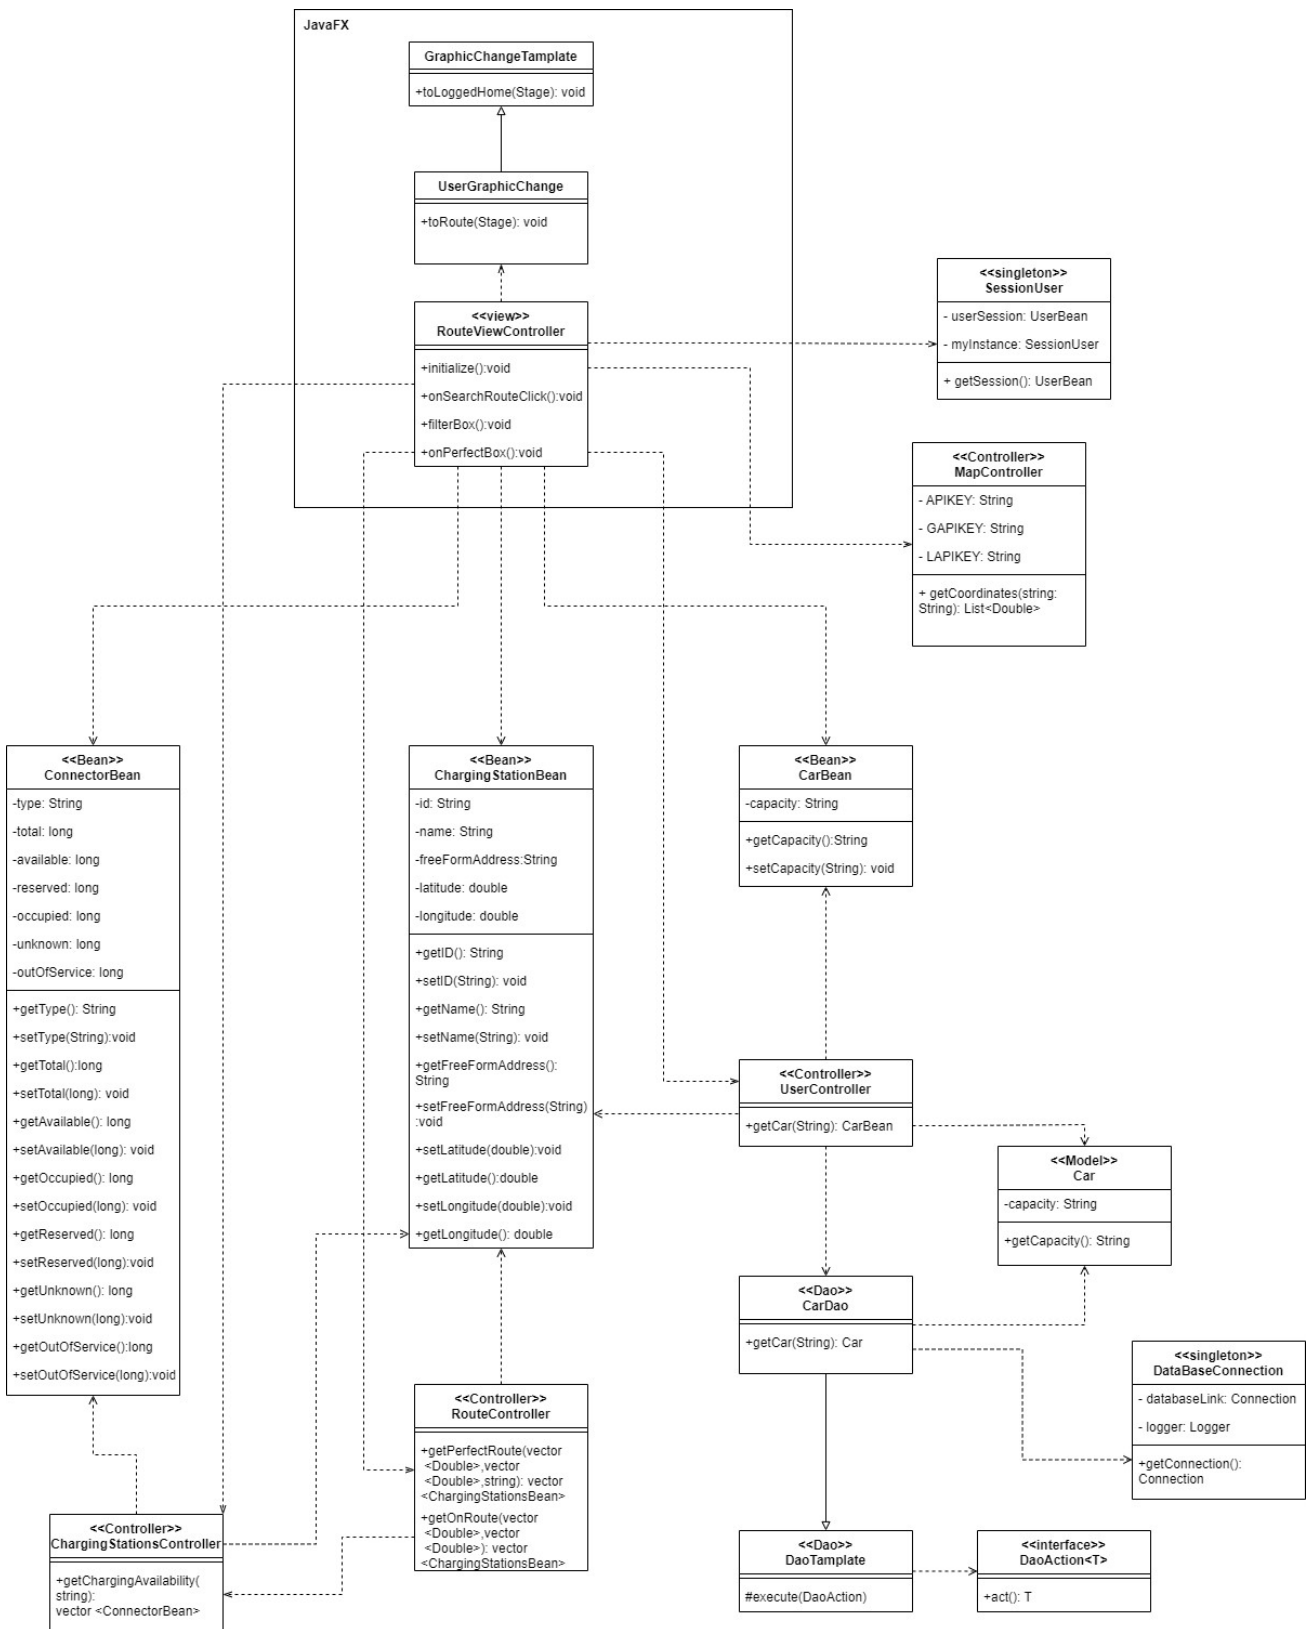 JavaFX
GraphicChangeTamplate
+toLoggedHome(Stage): void
UserGraphicChange
+toRoute(Stage): void
<<view>>
RouteViewController
+initialize():void
+onSearchRouteClick():void
+filterBox():void
+onPerfectBox():void
<<singleton>>
SessionUser
- userSession: UserBean
- myInstance: SessionUser
+ getSession(): UserBean
<<Controller>>
MapController
- APIKEY: String
- GAPIKEY: String
- LAPIKEY: String
+ getCoordinates(string:
String): List<Double>
<<Bean>>
ConnectorBean
-type: String
-total: long
-available: long
-reserved: long
-occupied: long
-unknown: long
-outOfService: long
+getType(): String
+setType(String):void
+getTotal():long
+setTotal(long): void
+getAvailable(): long
+setAvailable(long): void
+getOccupied(): long
+setOccupied(long): void
+getReserved(): long
+setReserved(long):void
+getUnknown(): long
+setUnknown(long):void
+getOutOfService():long
+setOutOfService(long):void
<<Bean>>
ChargingStationBean
-id: String
-name: String
-freeFormAddress:String
-latitude: double
-longitude: double
+getID(): String
+setID(String): void
+getName(): String
+setName(String): void
+getFreeFormAddress():
String
+setFreeFormAddress(String)
:void
+setLatitude(double):void
+getLatitude():double
+setLongitude(double):void
+getLongitude(): double
<<Bean>>
CarBean
-capacity: String
+getCapacity():String
+setCapacity(String): void
<<Controller>>
UserController
+getCar(String): CarBean
<<Model>>
Car
-capacity: String
+getCapacity(): String
<<Dao>>
CarDao
+getCar(String): Car
<<singleton>>
DataBaseConnection
- databaseLink: Connection
- logger: Logger
+getConnection():
Connection
<<Controller>>
RouteController
+getPerfectRoute(vector
<Double>,vector
<Double>,string): vector
<ChargingStationsBean>
+getOnRoute(vector
<Double>,vector
<Double>): vector
<ChargingStationsBean>
<<Controller>>
ChargingStationsController
+getChargingAvailability(
string):
vector <ConnectorBean>
<<Dao>>
DaoTamplate
#execute(DaoAction)
<<interface>>
DaoAction<T>
+act(): T